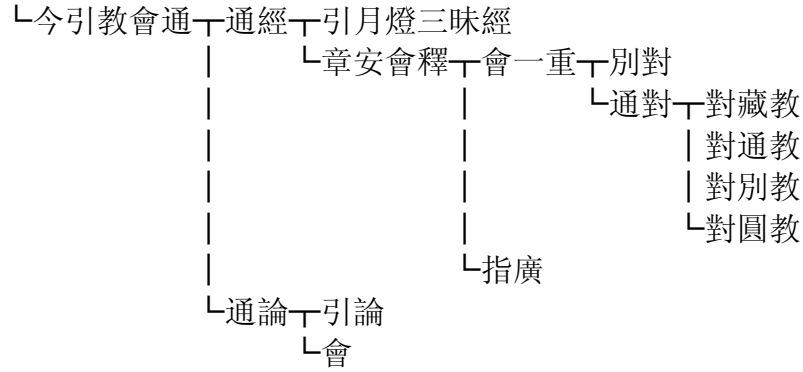 └今引教會通┬通經┬引月燈三昧經
│ └章安會釋┬會一重┬別對
│ │ └通對┬對藏教
│ │ │對通教
│ │ │對別教
│ │ └對圓教
│ └指廣
└通論┬引論
└會